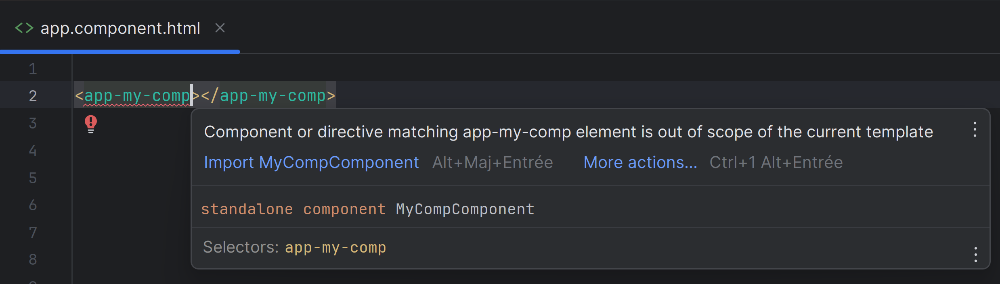 app.component.html
1
2 <app-my-comp></app-my-comp>
3
Component or directive matching app-my-comp element is out of scope of the current template
4
Import MyCompComponent Alt+Maj+Entrée More actions... Ctrl+1 Alt+Entrée
5
6
standalone component MyCompComponent
7
Selectors: app-my-comp
8